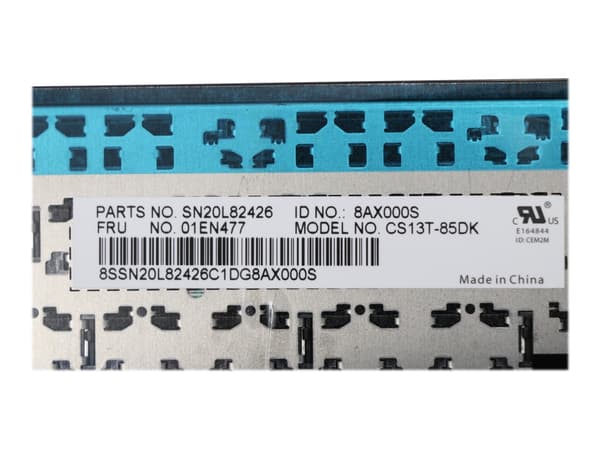 PARTS NO. SN20L82426 ID NO.: 8AX000S
FRU NO. 01EN477 MODEL NO. CS13T-85DK
8SSN20L82426C1DG8AX000S
C RU US
E164844
ID: CEM2M
Made in China